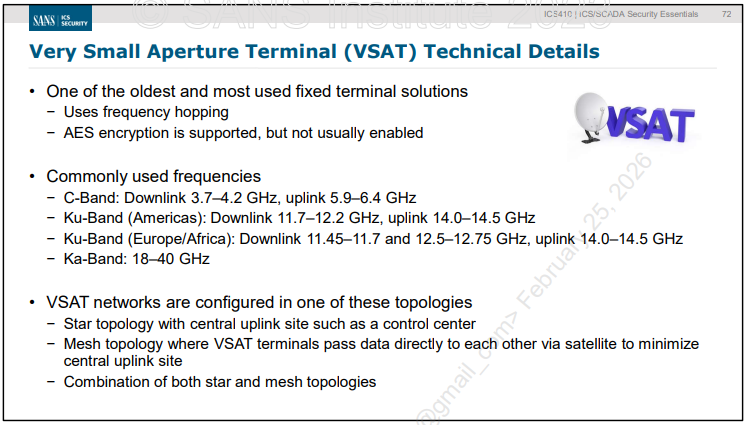 © SANS Institute 2026
SANS ICS SECURITY
ICS410 | ICS/SCADA Security Essentials 72
Very Small Aperture Terminal (VSAT) Technical Details
• One of the oldest and most used fixed terminal solutions
− Uses frequency hopping
− AES encryption is supported, but not usually enabled
VSAT
• Commonly used frequencies
− C-Band: Downlink 3.7–4.2 GHz, uplink 5.9–6.4 GHz
− Ku-Band (Americas): Downlink 11.7–12.2 GHz, uplink 14.0–14.5 GHz
− Ku-Band (Europe/Africa): Downlink 11.45–11.7 and 12.5–12.75 GHz, uplink 14.0–14.5 GHz
− Ka-Band: 18–40 GHz
• VSAT networks are configured in one of these topologies
− Star topology with central uplink site such as a control center
− Mesh topology where VSAT terminals pass data directly to each other via satellite to minimize
central uplink site
− Combination of both star and mesh topologies
@gmail_com> February 25, 2026